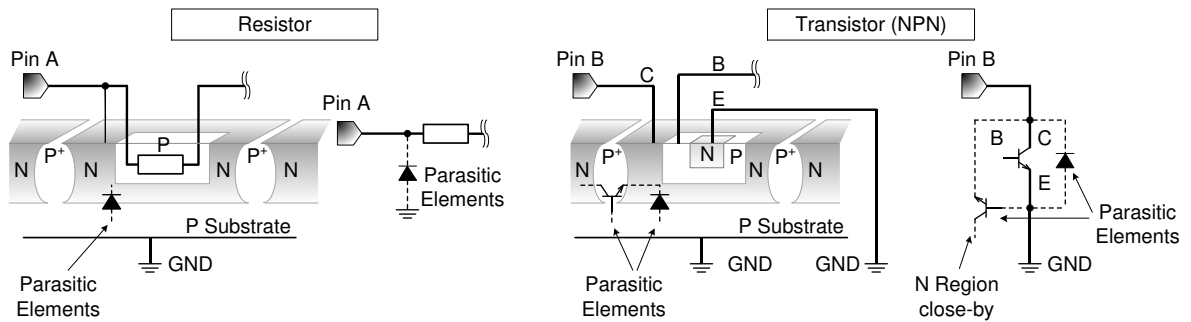 Resistor
Transistor (NPN)
Pin A
Pin A
N
P+
N
P
N
P+
N
Parasitic
Elements
P Substrate
GND
Parasitic
Elements
Pin B
C
B
E
N
P+
N
N
P
P+
N
P Substrate
GND
GND
Parasitic
Elements
Pin B
B
C
E
Parasitic
Elements
GND
N Region
close-by